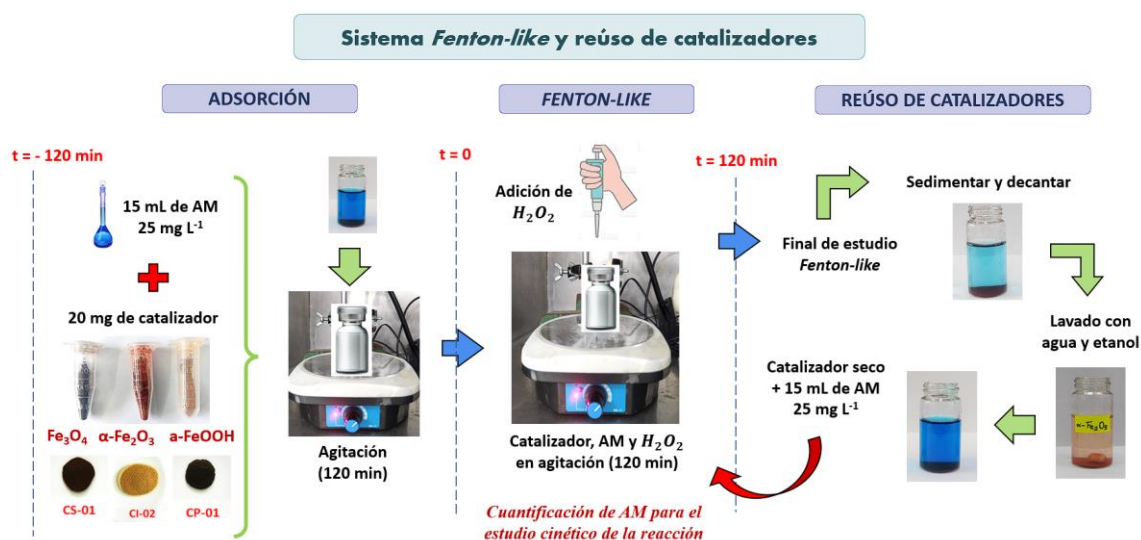 Sistema Fenton-like y reúso de catalizadores
ADSORCIÓN
FENTON-LIKE
REÚSO DE CATALIZADORES
t = - 120 min
15 mL de AM
25 mg L⁻¹
20 mg de catalizador
Fe₃O₄ α-Fe₂O₃ a-FeOOH
CS-01 CI-02 CP-01
Agitación
(120 min)
t = 0
Adición de
H₂O₂
Catalizador, AM y H₂O₂
en agitación (120 min)
Cuantificación de AM para el
estudio cinético de la reacción
t = 120 min
Final de estudio
Fenton-like
Sedimentar y decantar
Lavado con
agua y etanol
α-Fe₂O₃
Catalizador seco
+ 15 mL de AM
25 mg L⁻¹